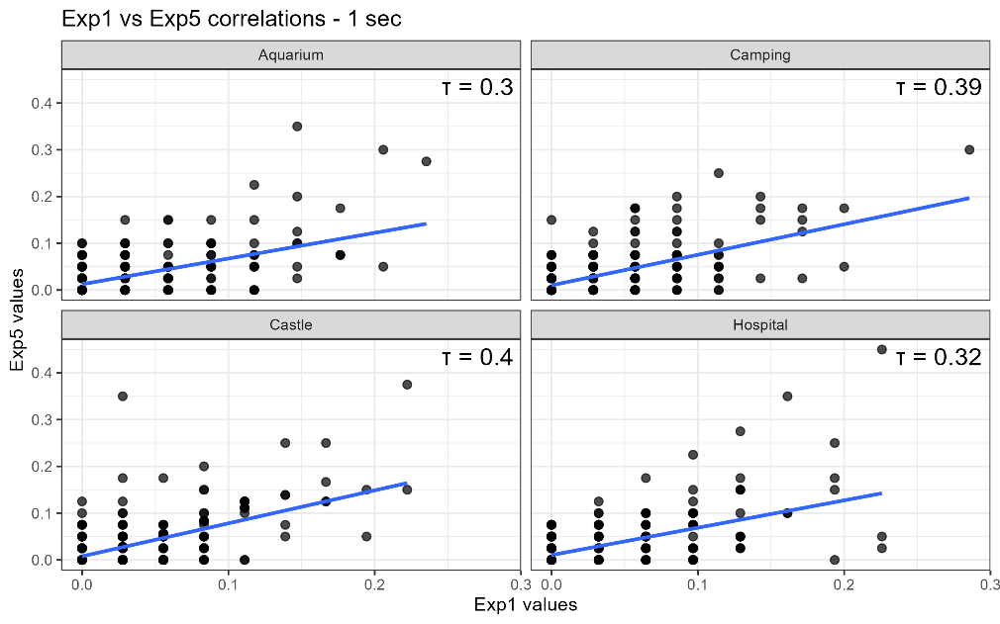 Exp1 vs Exp5 correlations - 1 sec
Aquarium
Camping
τ = 0.3
τ = 0.39
0.4
0.3
0.2
0.1
0.0
Castle
Hospital
τ = 0.4
τ = 0.32
0.4
0.3
0.2
0.1
0.0
0.0 0.1 0.2 0.3 0.0 0.1 0.2 0.3
Exp1 values
Exp5 values